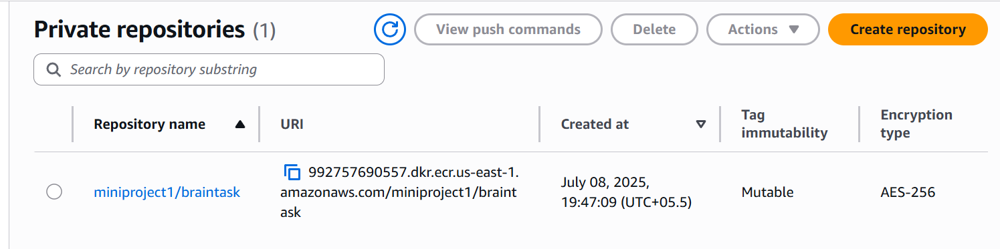 Private repositories (1)
View push commands
Delete
Actions
Create repository
Search by repository substring
Repository name
URI
Created at
Tag
immutability
Encryption
type
miniproject1/braintask
992757690557.dkr.ecr.us-east-1.
amazonaws.com/miniproject1/braint
ask
July 08, 2025,
19:47:09 (UTC+05.5)
Mutable
AES-256